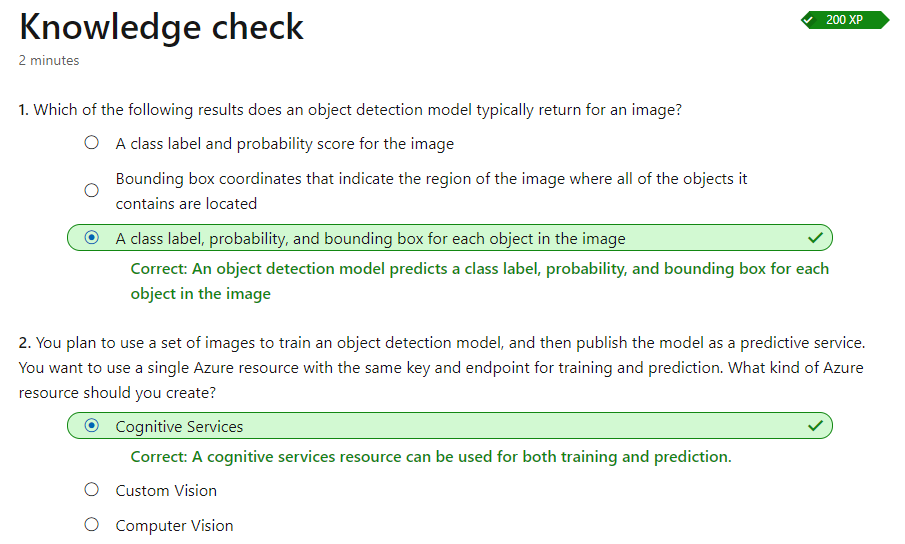 Knowledge check
200 XP
2 minutes
1. Which of the following results does an object detection model typically return for an image?
A class label and probability score for the image
Bounding box coordinates that indicate the region of the image where all of the objects it
contains are located
A class label, probability, and bounding box for each object in the image
Correct: An object detection model predicts a class label, probability, and bounding box for each
object in the image
2. You plan to use a set of images to train an object detection model, and then publish the model as a predictive service.
You want to use a single Azure resource with the same key and endpoint for training and prediction. What kind of Azure
resource should you create?
Cognitive Services
Correct: A cognitive services resource can be used for both training and prediction.
Custom Vision
Computer Vision